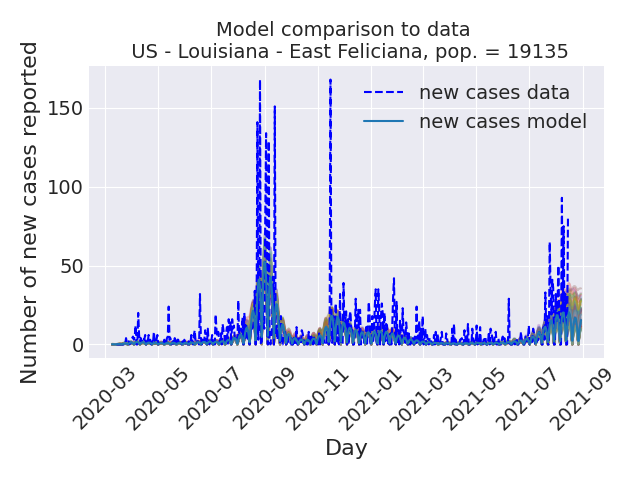 Model comparison to data
US - Louisiana - East Feliciana, pop. = 19135
Number of new cases reported
150
100
50
0
new cases data
new cases model
2020-03
2020-05
2020-07
2020-09
2020-11
2021-01
2021-03
2021-05
2021-07
2021-09
Day